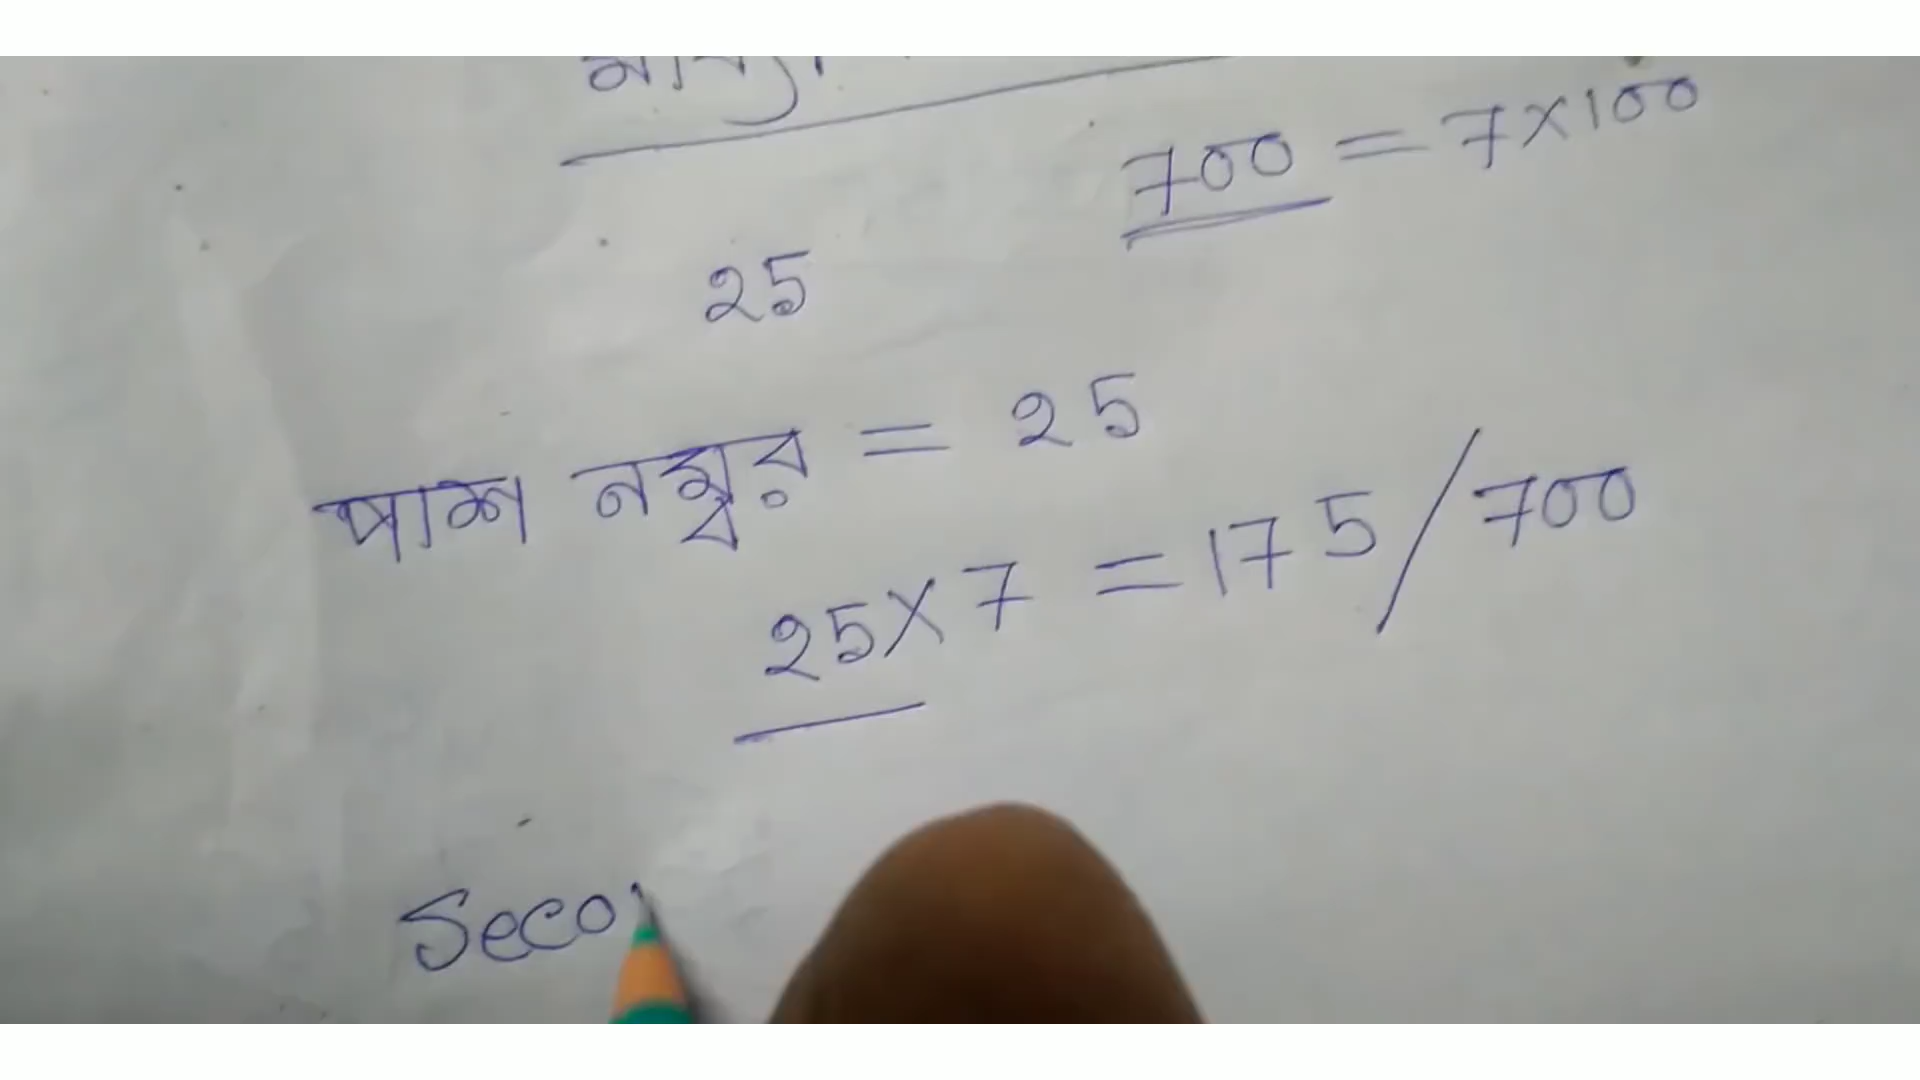 700 = 7×100
25
পাশ নম্বর = 25
25×7 = 175/700
Seco